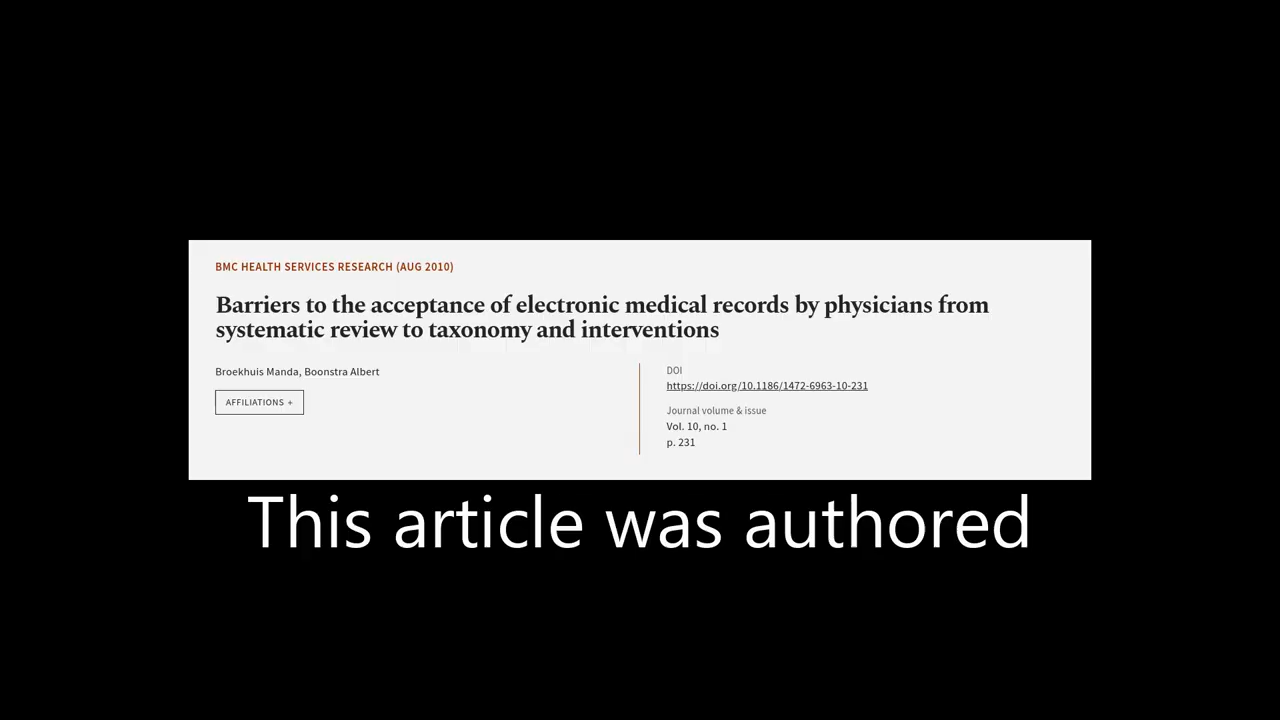 BMC HEALTH SERVICES RESEARCH (AUG 2010)
Barriers to the acceptance of electronic medical records by physicians from
systematic review to taxonomy and interventions
Broekhuis Manda, Boonstra Albert
AFFILIATIONS +
DOI
https://doi.org/10.1186/1472-6963-10-231
Journal volume & issue
Vol. 10, no. 1
p. 231
This article was authored